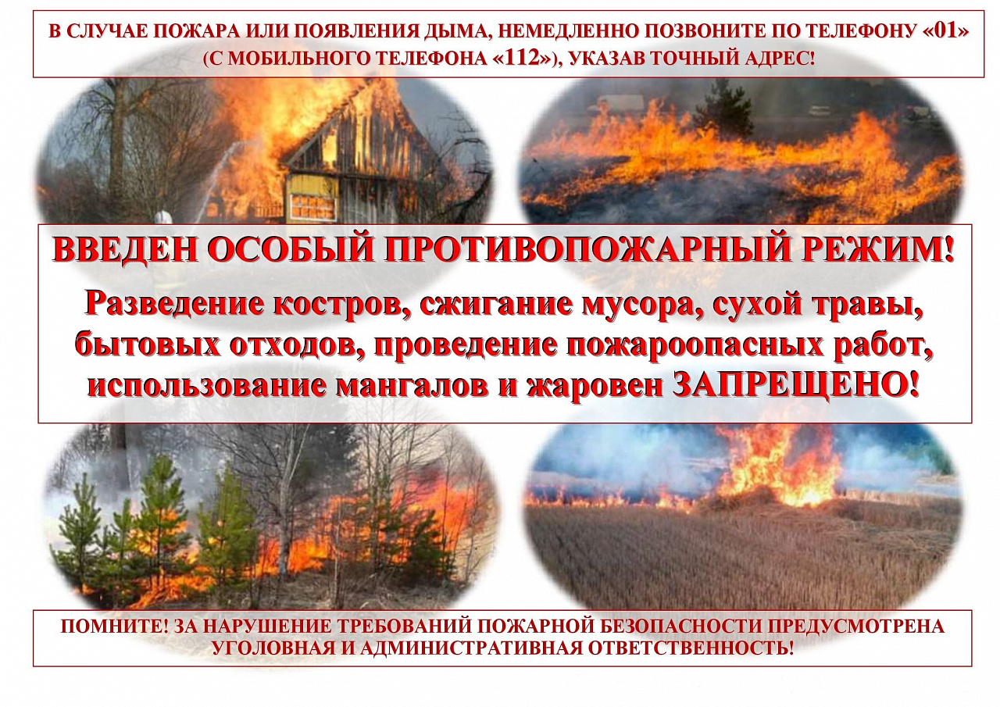 В СЛУЧАЕ ПОЖАРА ИЛИ ПОЯВЛЕНИЯ ДЫМА, НЕМЕДЛЕННО ПОЗВОНИТЕ ПО ТЕЛЕФОНУ «01»
(С МОБИЛЬНОГО ТЕЛЕФОНА «112»), УКАЗАВ ТОЧНЫЙ АДРЕС!
ВВЕДЕН ОСОБЫЙ ПРОТИВОПОЖАРНЫЙ РЕЖИМ!
Разведение костров, сжигание мусора, сухой травы,
бытовых отходов, проведение пожароопасных работ,
использование мангалов и жаровен ЗАПРЕЩЕНО!
ПОМНИТЕ! ЗА НАРУШЕНИЕ ТРЕБОВАНИЙ ПОЖАРНОЙ БЕЗОПАСНОСТИ ПРЕДУСМОТРЕНА
УГОЛОВНАЯ И АДМИНИСТРАТИВНАЯ ОТВЕТСТВЕННОСТЬ!